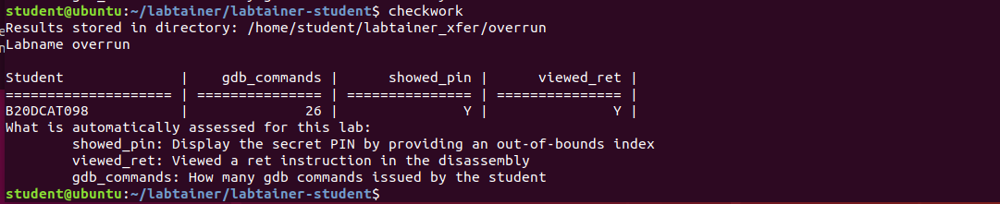 student@ubuntu:~/labtainer/labtainer-student$ checkwork
Results stored in directory: /home/student/labtainer_xfer/overrun
Labname overrun
Student | gdb_commands | showed_pin | viewed_ret |
==================== | =============== | =============== | =============== |
B20DCAT098 | 26 | Y | Y |
What is automatically assessed for this lab:
showed_pin: Display the secret PIN by providing an out-of-bounds index
viewed_ret: Viewed a ret instruction in the disassembly
gdb_commands: How many gdb commands issued by the student
student@ubuntu:~/labtainer/labtainer-student$